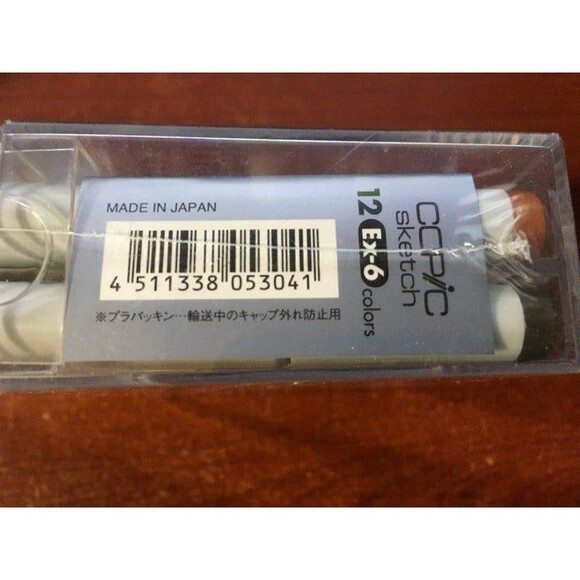 MADE IN JAPAN
4 511338 053041
※プラパッキン…輸送中のキャップ外れ防止用
COPIC
sketch
12 Ex-6 colors